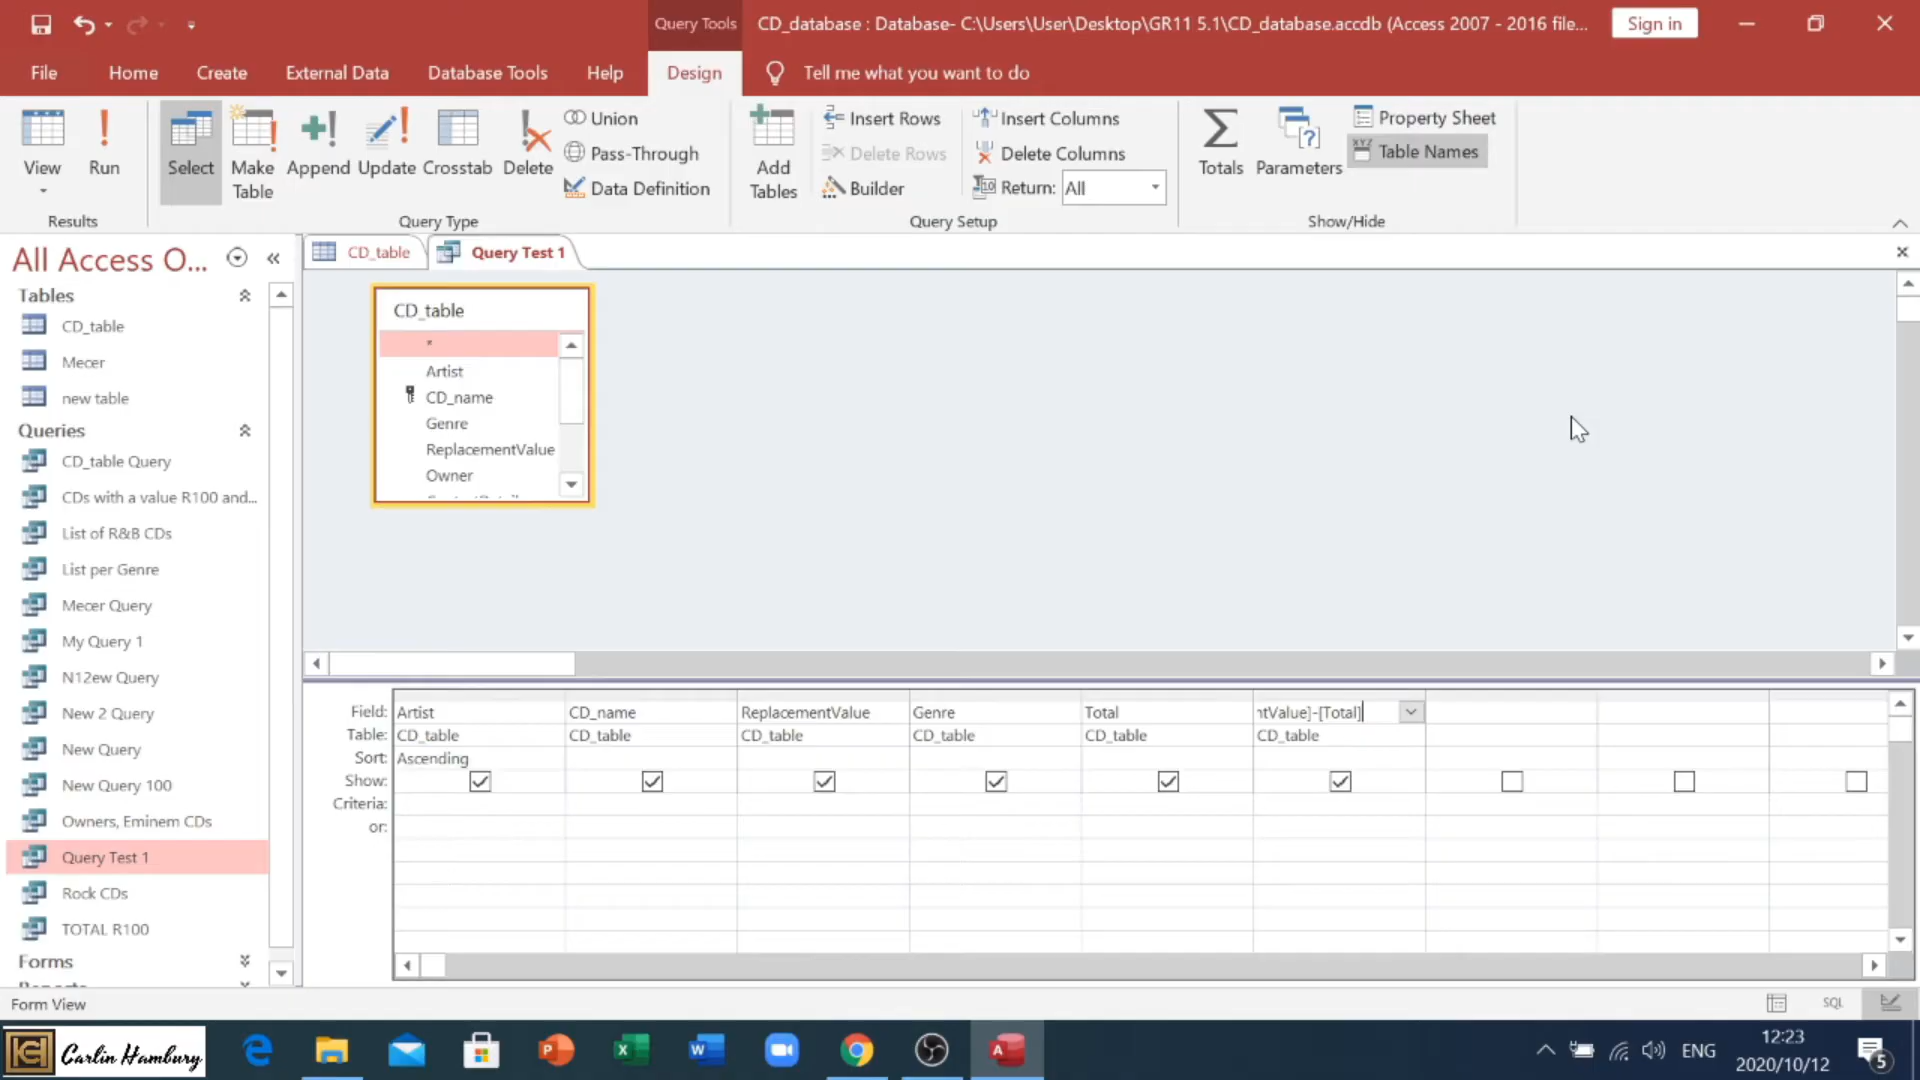 Query Tools
CD_database : Database- C:\Users\User\Desktop\GR11 5.1\CD_database.accdb (Access 2007 - 2016 file...
Sign in
File
Home
Create
External Data
Database Tools
Help
Design
Tell me what you want to do
View
Run
Results
Select
Make Table
Append
Update
Crosstab
Delete
Union
Pass-Through
Data Definition
Query Type
Add Tables
Insert Rows
Delete Rows
Builder
Insert Columns
Delete Columns
Return: All
Query Setup
Totals
Parameters
Property Sheet
Table Names
Show/Hide
All Access O...
Tables
CD_table
Mecer
new table
Queries
CD_table Query
CDs with a value R100 and...
List of R&B CDs
List per Genre
Mecer Query
My Query 1
N12ew Query
New 2 Query
New Query
New Query 100
Owners, Eminem CDs
Query Test 1
Rock CDs
TOTAL R100
Forms
CD_table
Query Test 1
CD_table
*
Artist
CD_name
Genre
ReplacementValue
Owner
Field: Artist CD_name ReplacementValue Genre Total ntValue]-[Total]
Table: CD_table CD_table CD_table CD_table CD_table CD_table
Sort: Ascending
Show:
Criteria:
or:
Form View
SQL
Carlin Hambury
ENG
12:23
2020/10/12
5